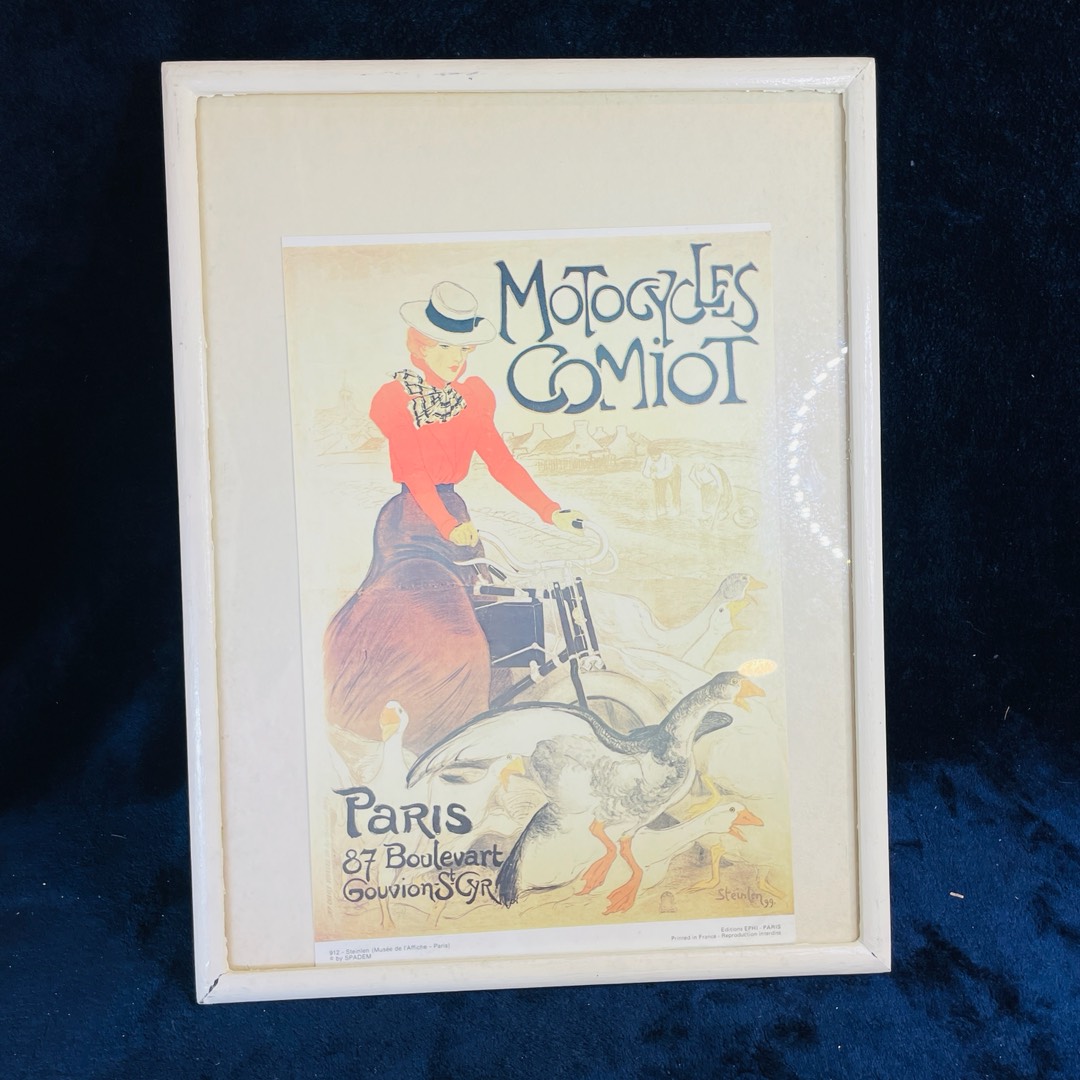 MOTOCYCLES
COMIOT
PARIS
87 Boulevart
Gouvion-St Cyr
Steinlen 99.
912 - Steinlen (Musée de l'Affiche - Paris)
© by SPADEM
Editions EPHI - PARIS
Printed in France - Reproduction interdite